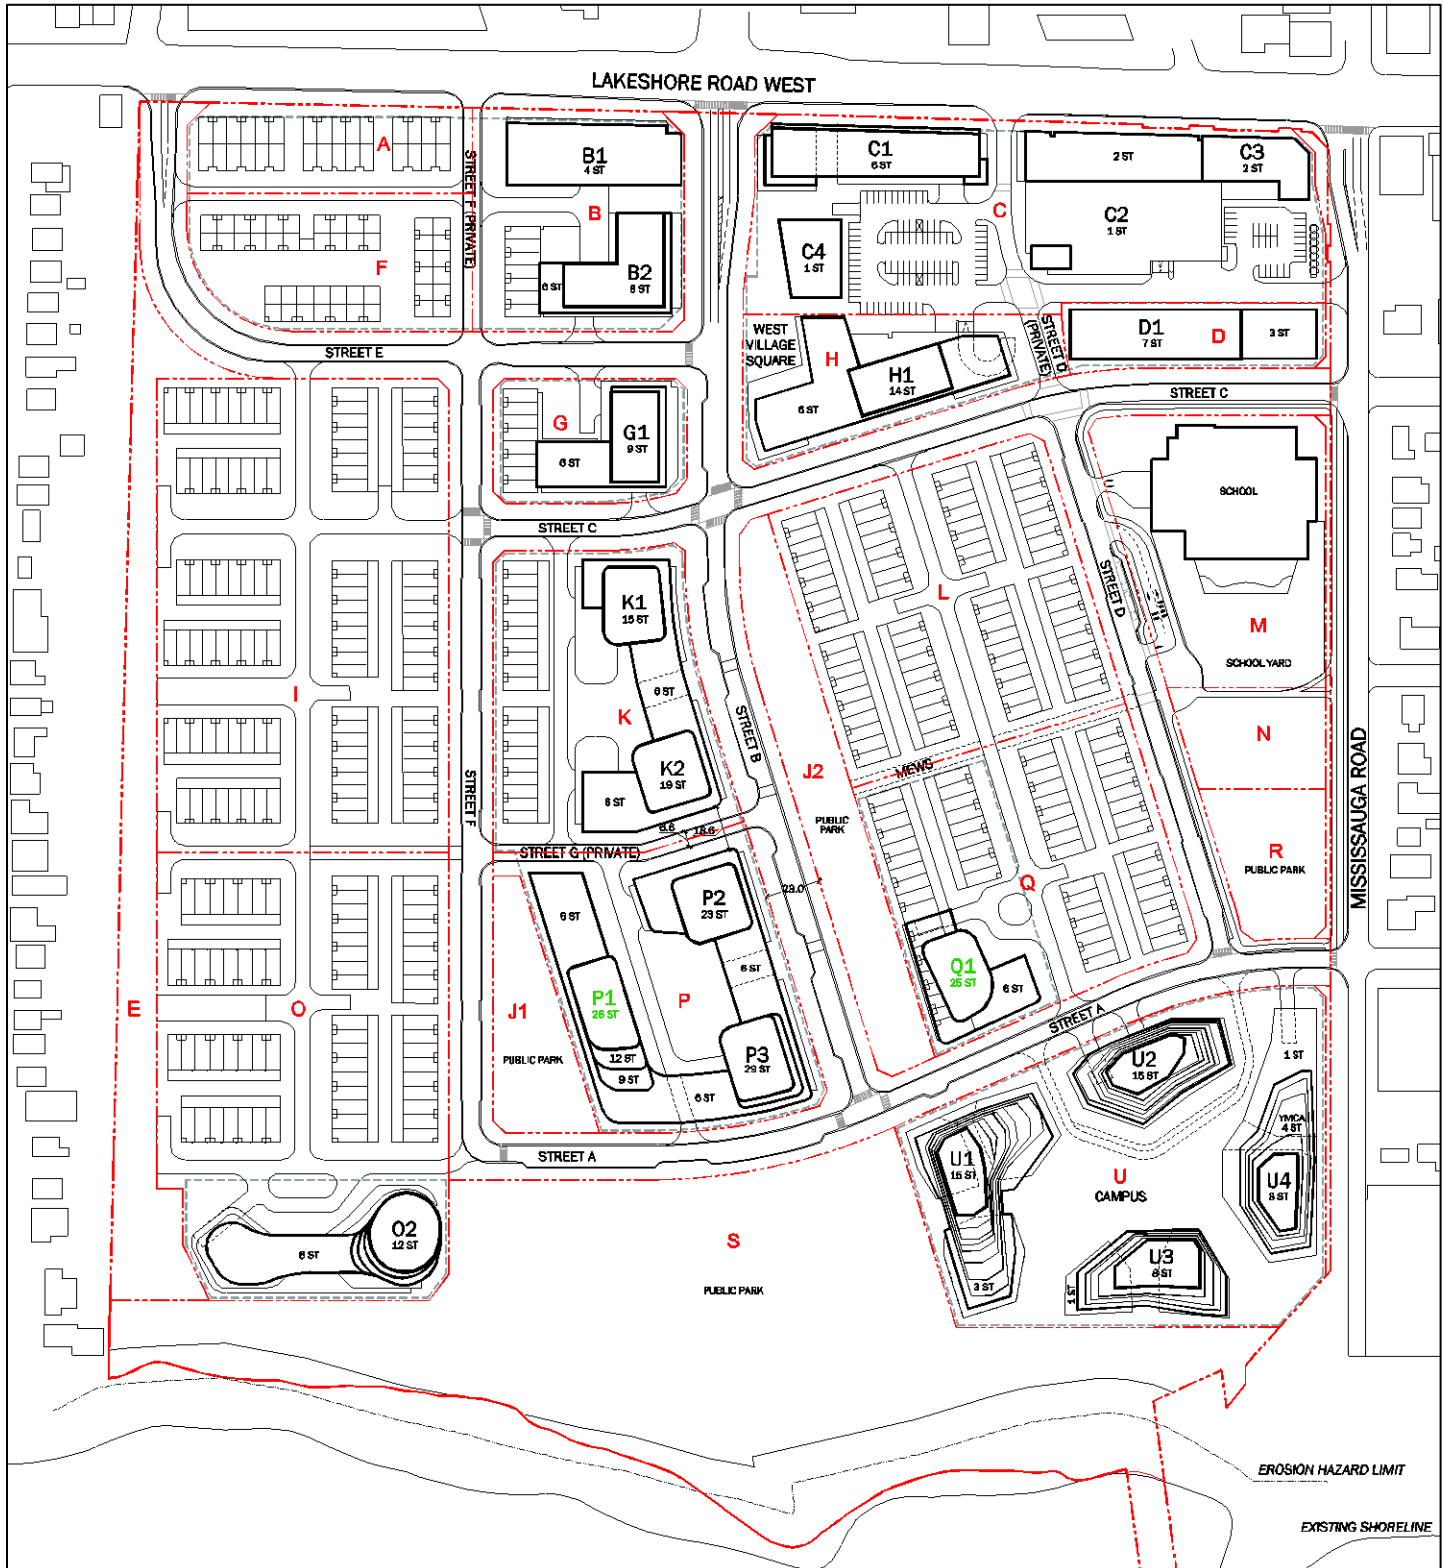 LAKESHORE ROAD WEST
A
B1
4 ST
C1
6 ST
2 ST
C3
2 ST
STREET F (PRIVATE)
B
C
C2
1 ST
F
6 ST
B2
8 ST
C4
1 ST
STREET E
WEST
VILLAGE
SQUARE
H
H1
14 ST
6 ST
STREET D
(PRIVATE)
D1
7 ST
D
3 ST
STREET C
G
G1
9 ST
6 ST
STREET C
SCHOOL
K1
15 ST
L
STREET D
M
SCHOOL YARD
I
6 ST
K
STREET B
N
K2
19 ST
J2
MEWS
MISSISSAUGA ROAD
STREET F
6 ST
18.6
PUBLIC
PARK
STREET G (PRIVATE)
R
PUBLIC PARK
P2
23 ST
29.0
Q
6 ST
6 ST
Q1
25 ST
6 ST
E
O
J1
P1
26 ST
P
STREET A
PUBLIC PARK
12 ST
9 ST
P3
29 ST
6 ST
U2
15 ST
1 ST
YMCA
4 ST
STREET A
U1
15 ST
U
CAMPUS
U4
8 ST
O2
12 ST
6 ST
S
PUBLIC PARK
U3
8 ST
3 ST
1 ST
EROSION HAZARD LIMIT
EXISTING SHORELINE